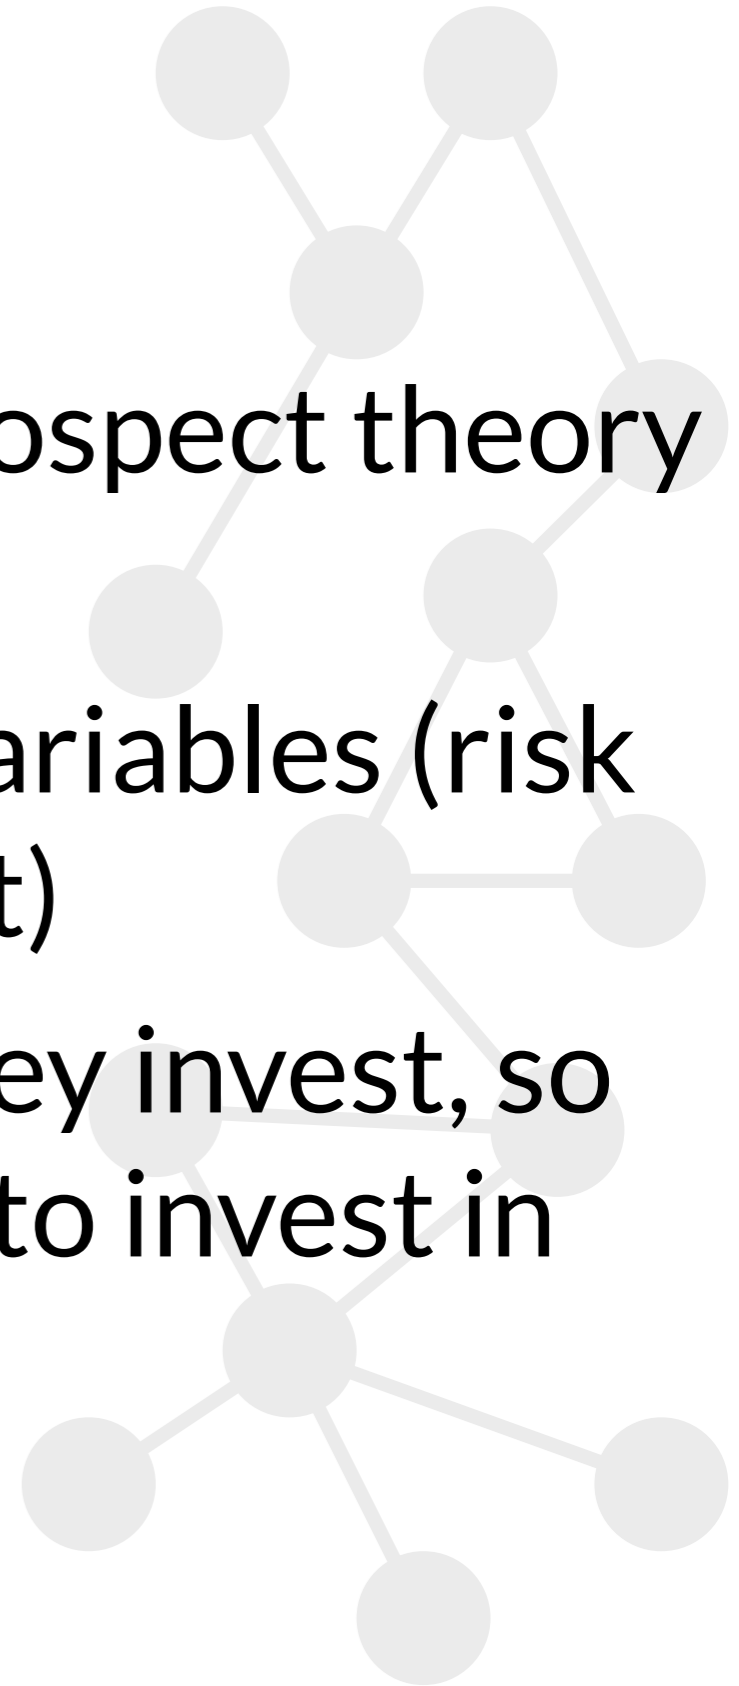 ospect theory
ariables (risk
t)
ey invest, so
to invest in